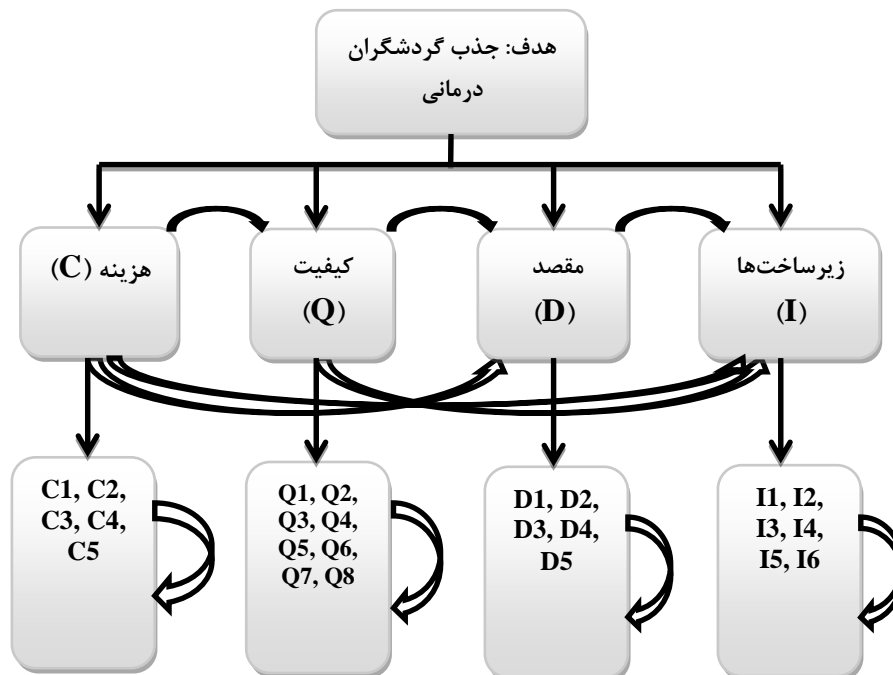 هدف: جذب گردشگران
درمانی
هزینه (C)
کیفیت
(Q)
مقصد
(D)
زیرساخت‌ها
(I)
C1, C2,
C3, C4,
C5
Q1, Q2,
Q3, Q4,
Q5, Q6,
Q7, Q8
D1, D2,
D3, D4,
D5
I1, I2,
I3, I4,
I5, I6